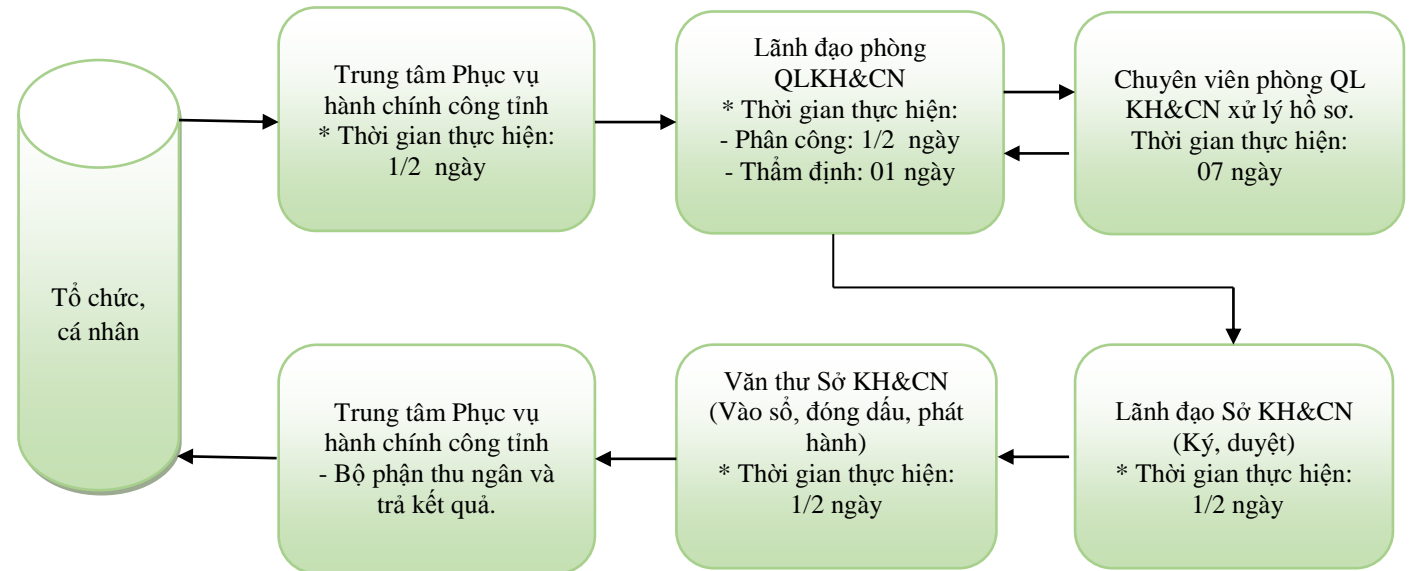 Tổ chức,
cá nhân
Trung tâm Phục vụ
hành chính công tỉnh
* Thời gian thực hiện:
1/2 ngày
Lãnh đạo phòng
QLKH&CN
* Thời gian thực hiện:
- Phân công: 1/2 ngày
- Thẩm định: 01 ngày
Chuyên viên phòng QL
KH&CN xử lý hồ sơ.
Thời gian thực hiện:
07 ngày
Lãnh đạo Sở KH&CN
(Ký, duyệt)
* Thời gian thực hiện:
1/2 ngày
Văn thư Sở KH&CN
(Vào sổ, đóng dấu, phát
hành)
* Thời gian thực hiện:
1/2 ngày
Trung tâm Phục vụ
hành chính công tỉnh
- Bộ phận thu ngân và
trả kết quả.